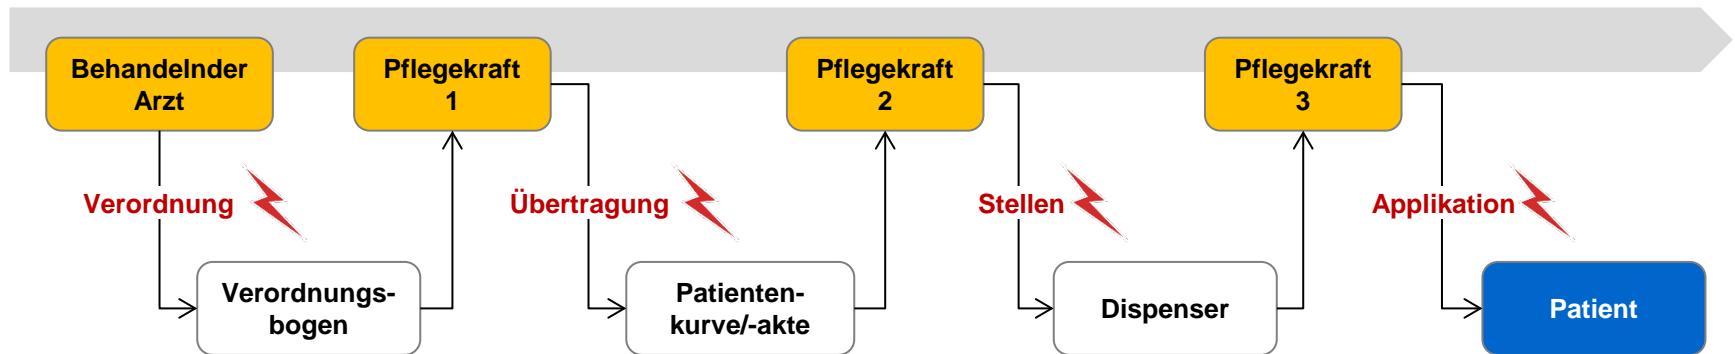 Behandelnder
Arzt
Pflegekraft
1
Pflegekraft
2
Pflegekraft
3
Verordnung
Übertragung
Stellen
Applikation
Verordnungs-
bogen
Patienten-
kurve/-akte
Dispenser
Patient